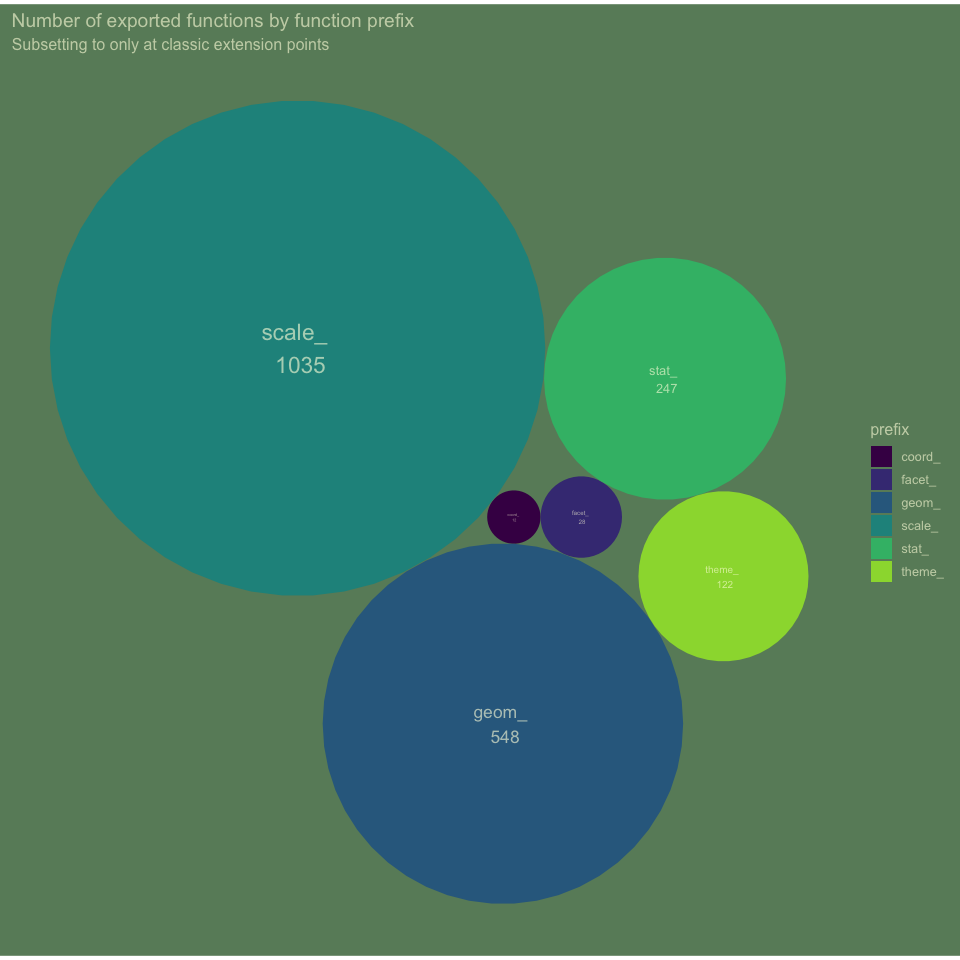 Number of exported functions by function prefix
Subsetting to only at classic extension points
scale_
1035
stat_
247
facet_
28
theme_
122
geom_
548
prefix
coord_
facet_
geom_
scale_
stat_
theme_